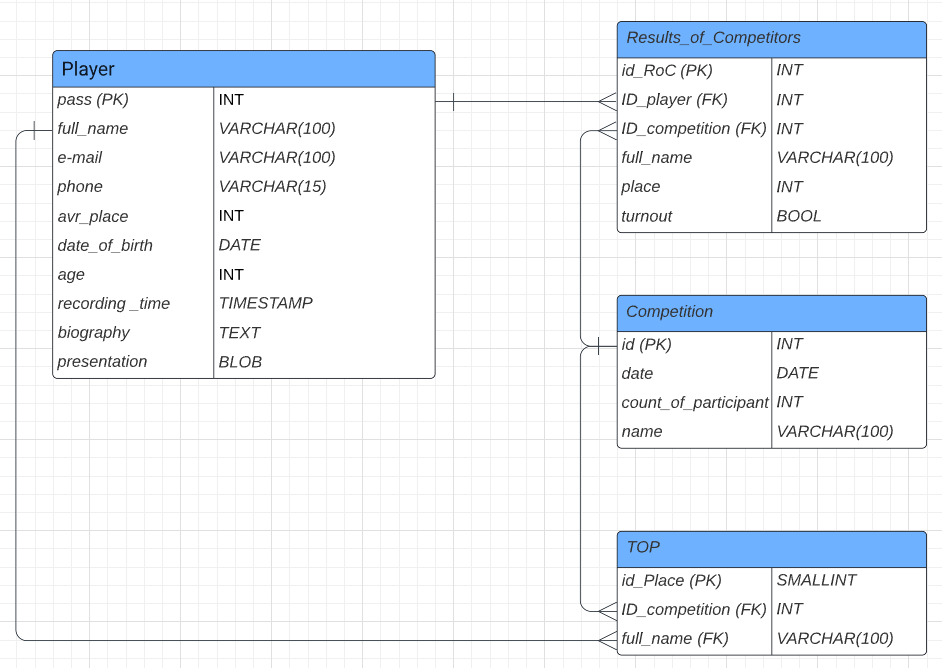 Player
pass (PK) INT
full_name VARCHAR(100)
e-mail VARCHAR(100)
phone VARCHAR(15)
avr_place INT
date_of_birth DATE
age INT
recording _time TIMESTAMP
biography TEXT
presentation BLOB
Results_of_Competitors
id_RoC (PK) INT
ID_player (FK) INT
ID_competition (FK) INT
full_name VARCHAR(100)
place INT
turnout BOOL
Competition
id (PK) INT
date DATE
count_of_participant INT
name VARCHAR(100)
TOP
id_Place (PK) SMALLINT
ID_competition (FK) INT
full_name (FK) VARCHAR(100)